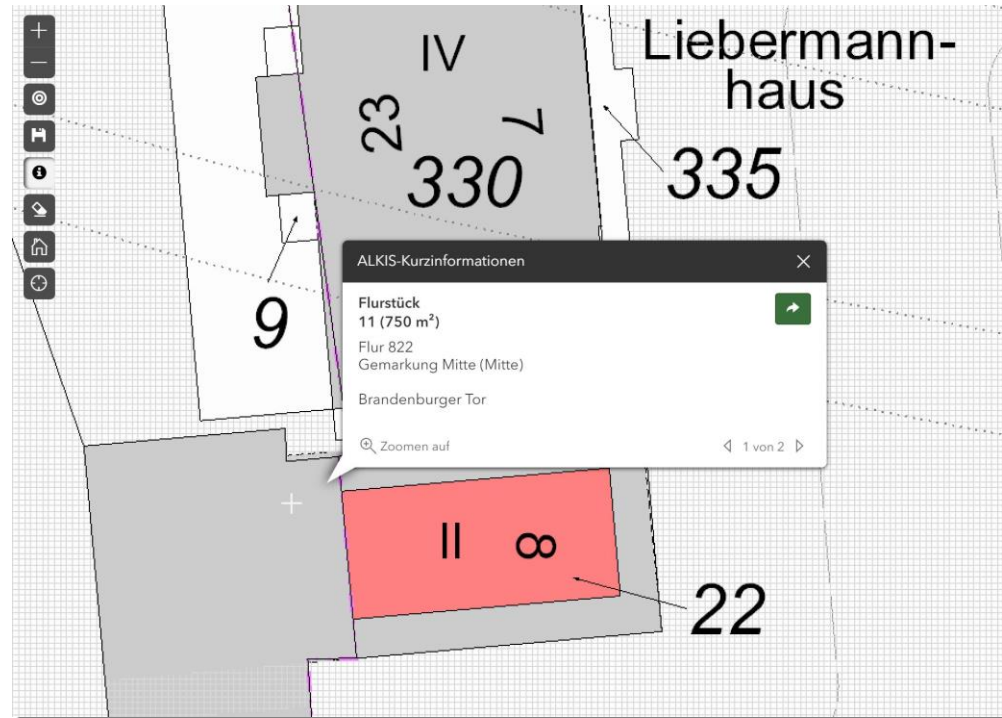 IV
23
7
330
Liebermann-
haus
335
9
ALKIS-Kurzinformationen
Flurstück
11 (750 m²)
Flur 822
Gemarkung Mitte (Mitte)
Brandenburger Tor
Zoomen auf
1 von 2
II
8
22